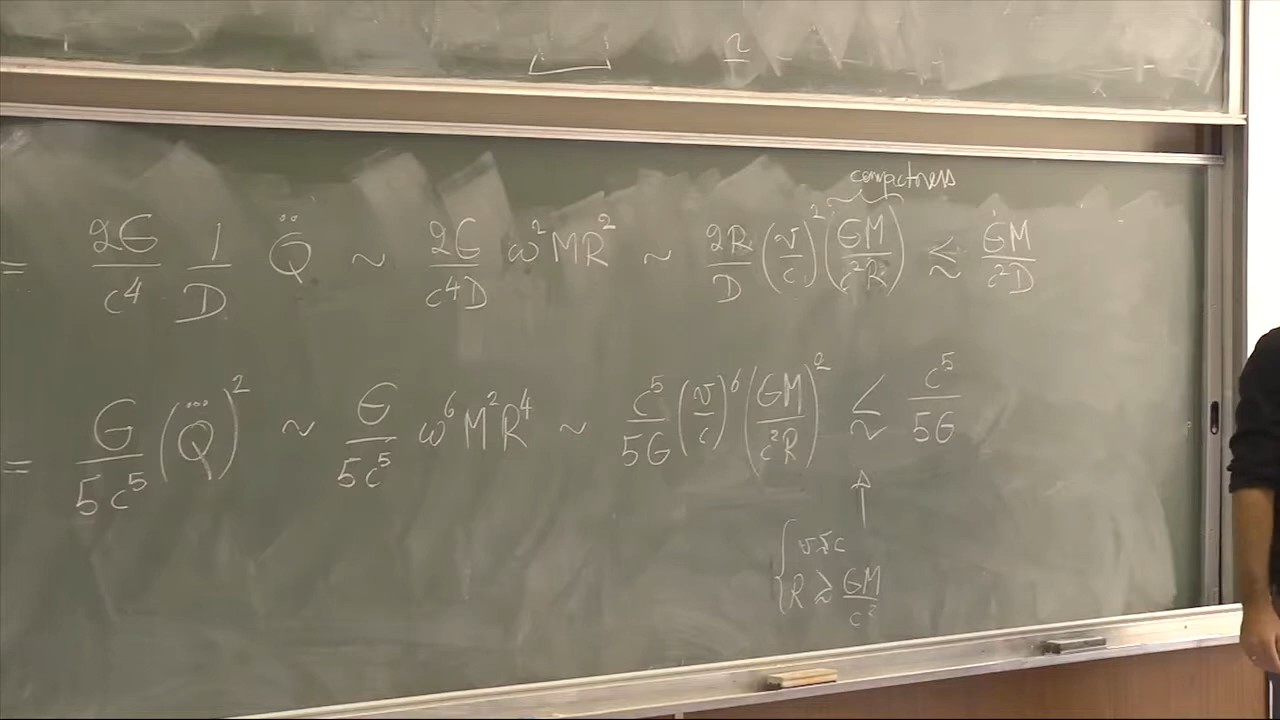 compactness
= 2G/c⁴ 1/D Q̈ ~ 2G/c⁴D ω²MR² ~ 2R/D (v/c)² (GM/c²R) ≲ GM/c²D
= G/5c⁵ (Q⃛)² ~ G/5c⁵ ω⁶M²R⁴ ~ c⁵/5G (v/c)⁶ (GM/c²R)² ≲ c⁵/5G
↑
{ v ≲ c
R ≳ GM/c²